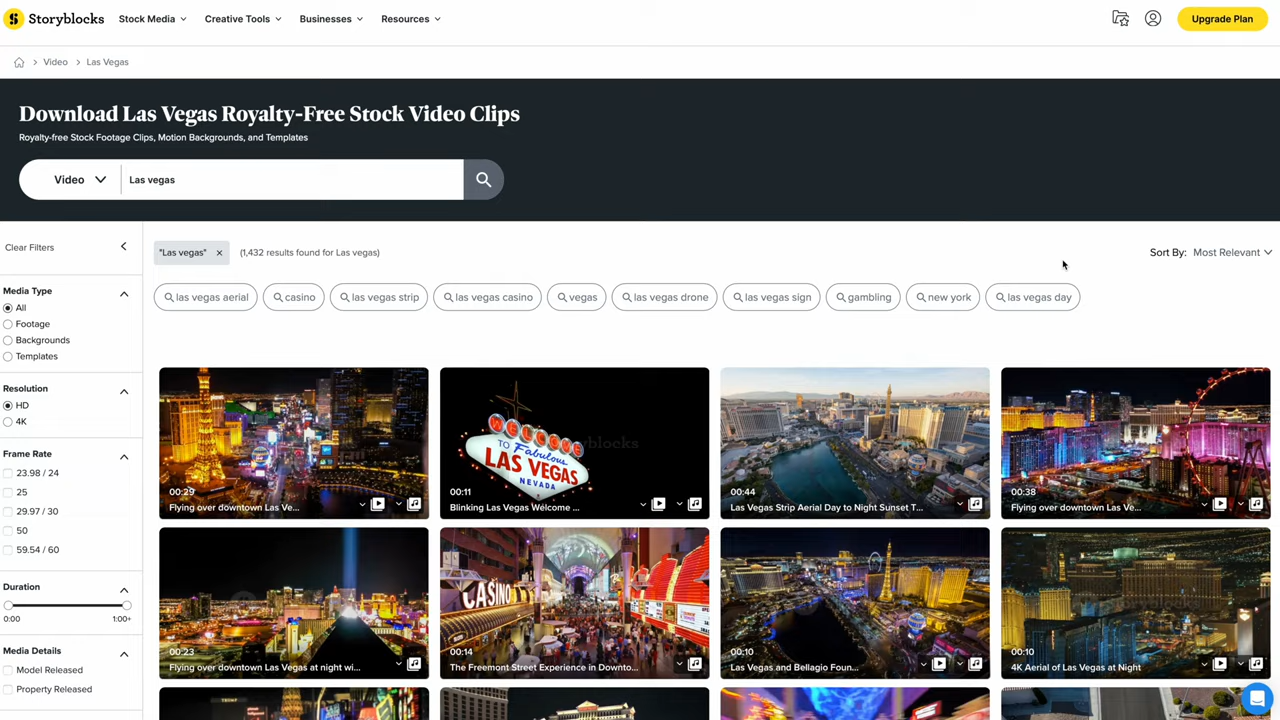 Storyblocks
Stock Media
Creative Tools
Businesses
Resources
Upgrade Plan
Video
Las Vegas
Download Las Vegas Royalty-Free Stock Video Clips
Royalty-free Stock Footage Clips, Motion Backgrounds, and Templates
Video
Las vegas
Clear Filters
"Las vegas"
(1,432 results found for Las vegas)
Sort By: Most Relevant
las vegas aerial
casino
las vegas strip
las vegas casino
vegas
las vegas drone
las vegas sign
gambling
new york
las vegas day
Media Type
All
Footage
Backgrounds
Templates
Resolution
HD
4K
Frame Rate
23.98 / 24
25
29.97 / 30
50
59.54 / 60
Duration
0:00
1:00+
Media Details
Model Released
Property Released
00:29
Flying over downtown Las Ve...
WELCOME
TO Fabulous
LAS VEGAS
NEVADA
Storyblocks
00:11
Blinking Las Vegas Welcome ...
00:44
Las Vegas Strip Aerial Day to Night Sunset T...
00:38
Flying over downtown Las Ve...
00:23
Flying over downtown Las Vegas at night wi...
CASINO
00:14
The Freemont Street Experience in Downto...
00:10
Las Vegas and Bellagio Foun...
00:10
4K Aerial of Las Vegas at Night
TRUMP